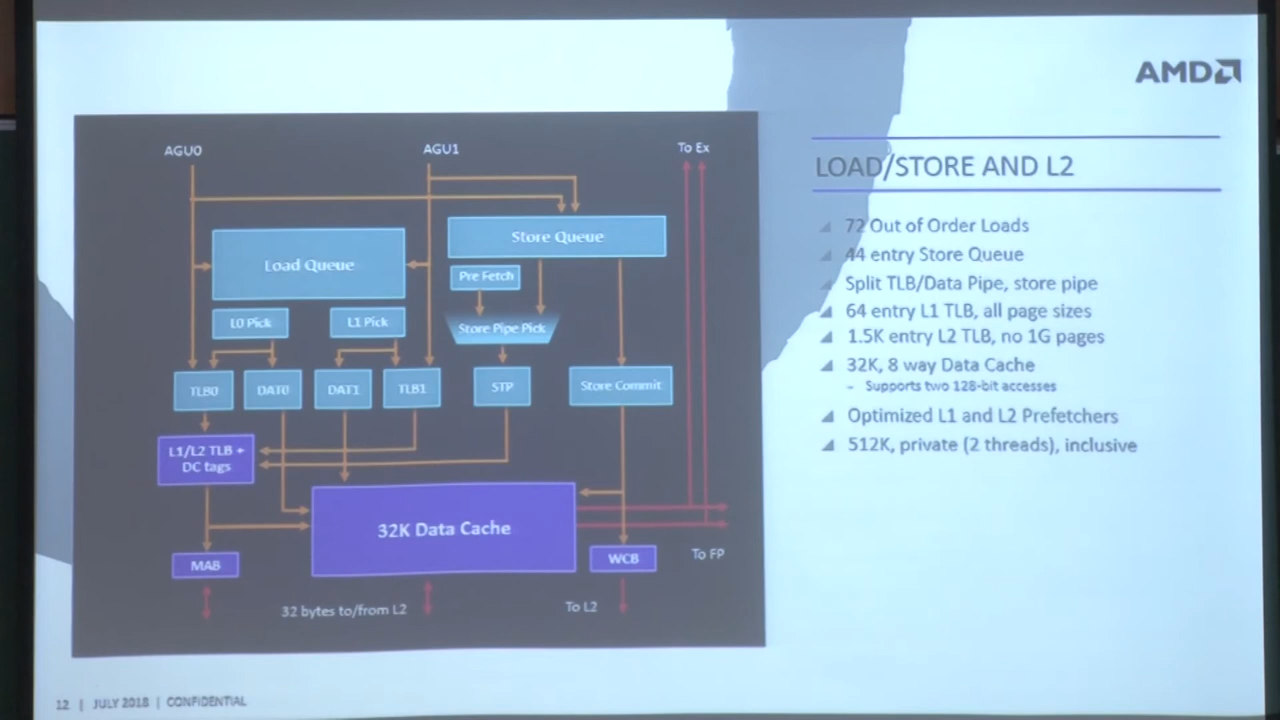 AMD
AGU0
AGU1
To Ex
Load Queue
Store Queue
Pre Fetch
L0 Pick
L1 Pick
Store Pipe Pick
TLB0
DAT0
DAT1
TLB1
STP
Store Commit
L1/L2 TLB +
DC tags
32K Data Cache
MAB
WCB
To FP
32 bytes to/from L2
To L2
LOAD/STORE AND L2
72 Out of Order Loads
44 entry Store Queue
Split TLB/Data Pipe, store pipe
64 entry L1 TLB, all page sizes
1.5K entry L2 TLB, no 1G pages
32K, 8 way Data Cache
- Supports two 128-bit accesses
Optimized L1 and L2 Prefetchers
512K, private (2 threads), inclusive
12 | JULY 2018 | CONFIDENTIAL